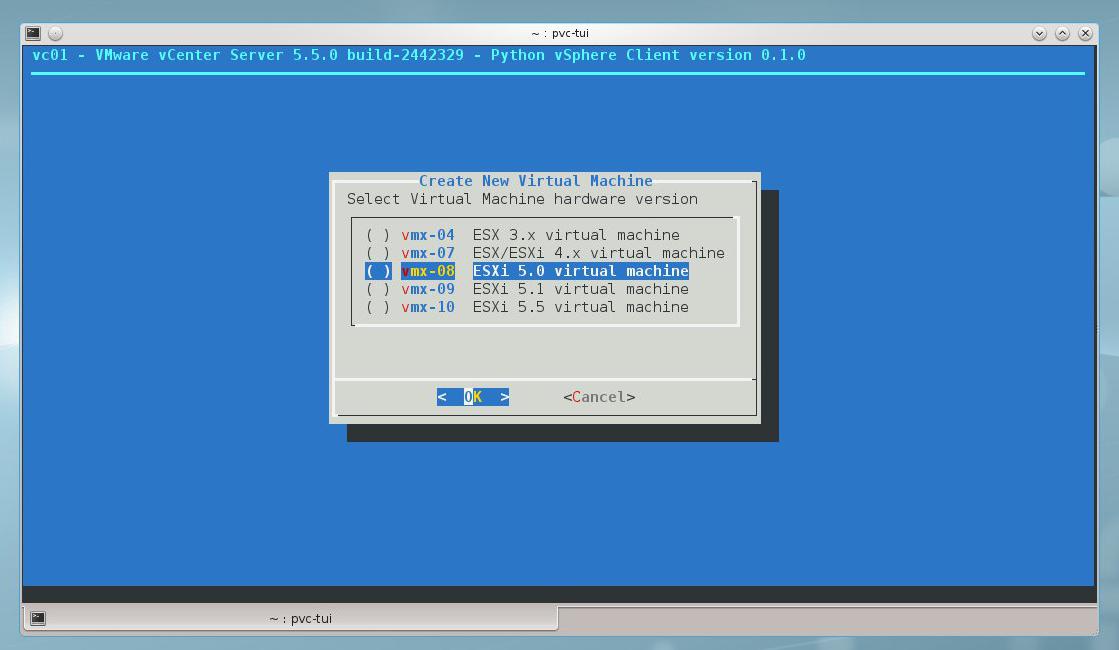 ~ : pvc-tui
vc01 - VMware vCenter Server 5.5.0 build-2442329 - Python vSphere Client version 0.1.0
Create New Virtual Machine
Select Virtual Machine hardware version
( ) vmx-04 ESX 3.x virtual machine
( ) vmx-07 ESX/ESXi 4.x virtual machine
( ) vmx-08 ESXi 5.0 virtual machine
( ) vmx-09 ESXi 5.1 virtual machine
( ) vmx-10 ESXi 5.5 virtual machine
< OK > <Cancel>
~ : pvc-tui